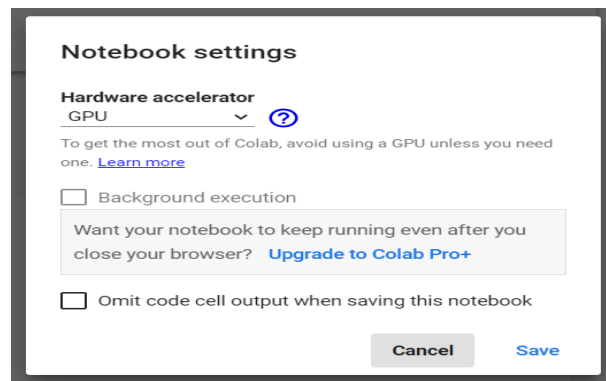 Notebook settings
Hardware accelerator
GPU
?
To get the most out of Colab, avoid using a GPU unless you need
one. Learn more
Background execution
Want your notebook to keep running even after you
close your browser? Upgrade to Colab Pro+
Omit code cell output when saving this notebook
Cancel Save